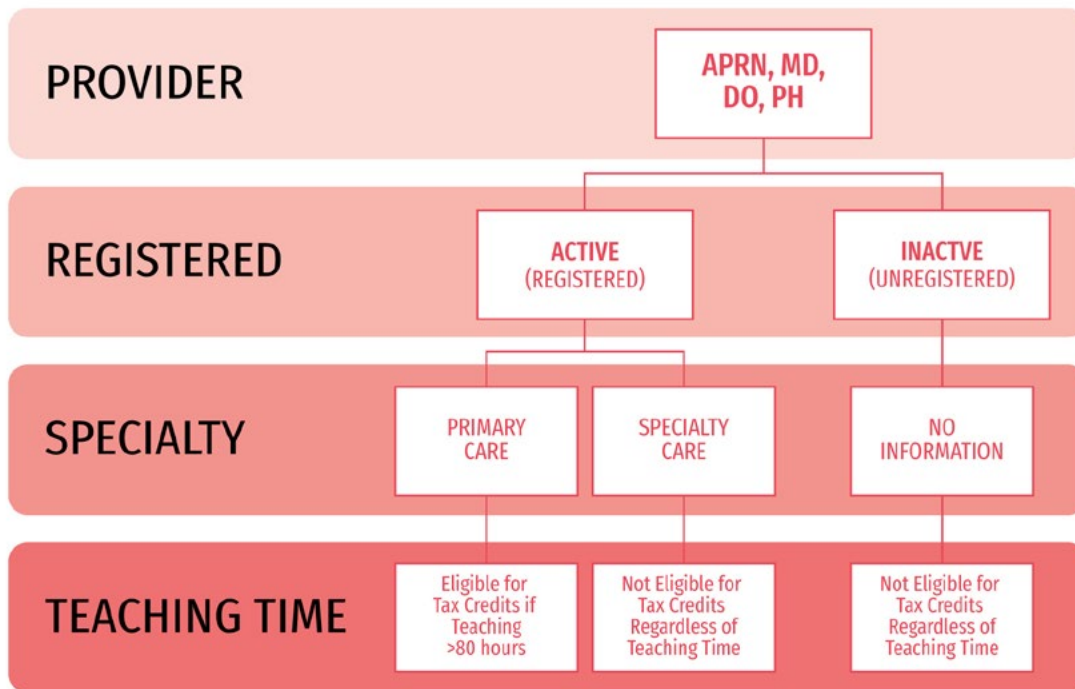 PROVIDER
APRN, MD,
DO, PH
REGISTERED
ACTIVE
(REGISTERED)
INACTVE
(UNREGISTERED)
SPECIALTY
PRIMARY
CARE
SPECIALTY
CARE
NO
INFORMATION
TEACHING TIME
Eligible for
Tax Credits if
Teaching
>80 hours
Not Eligible for
Tax Credits
Regardless of
Teaching Time
Not Eligible for
Tax Credits
Regardless of
Teaching Time